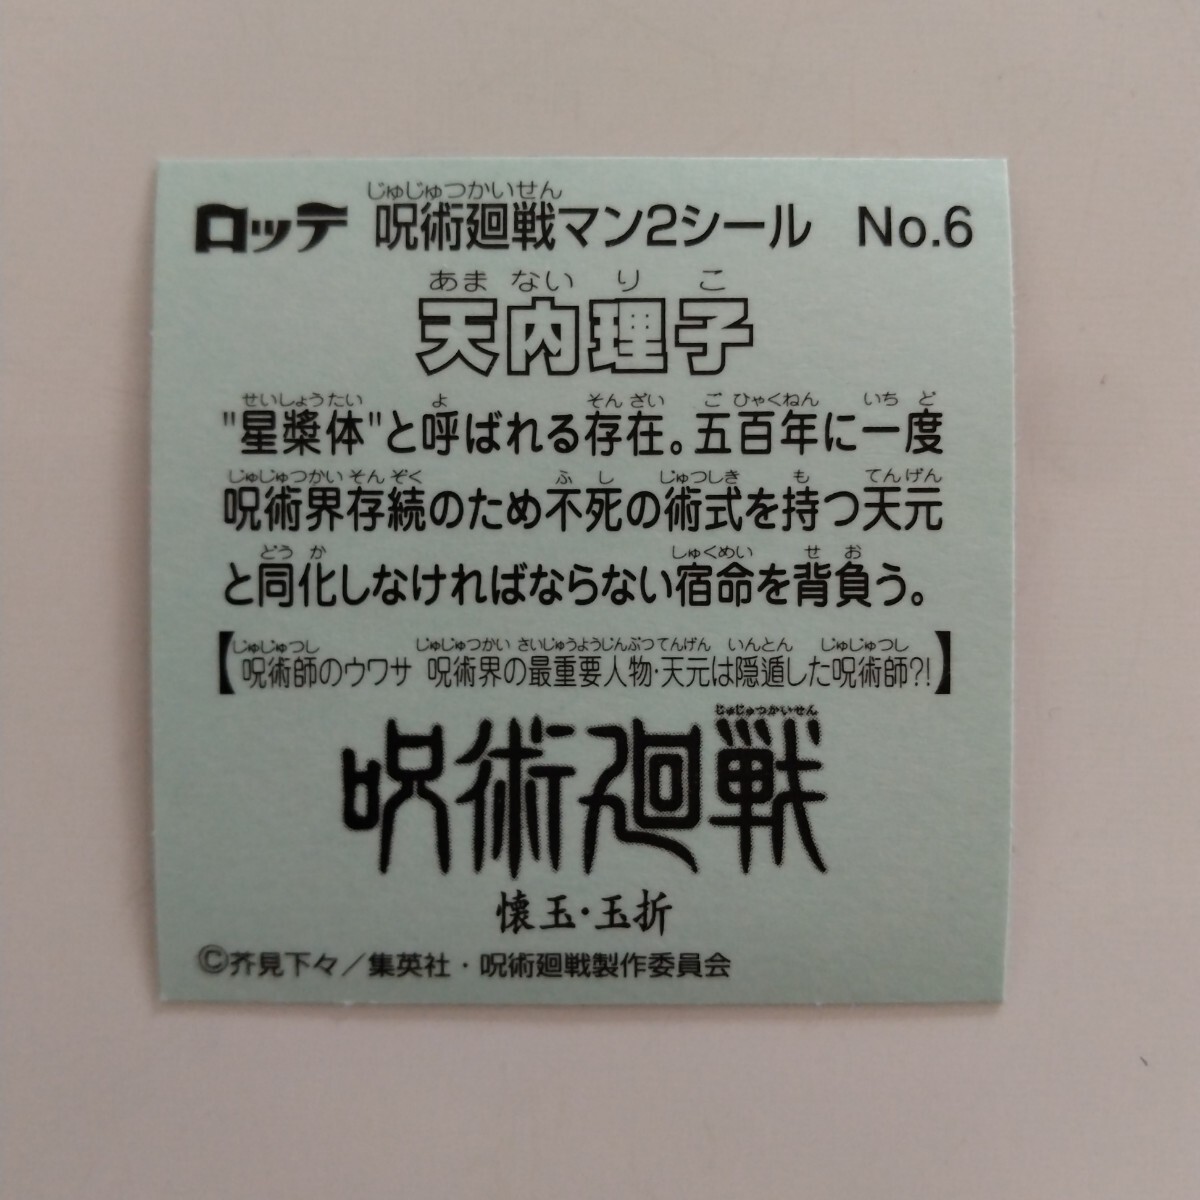 じゅじゅつかいせん
ロッテ 呪術廻戦マン2シール No.6
あまないりこ
天内理子
せいしょうたい よ そんざい ごひゃくねん いちど
"星漿体"と呼ばれる存在。五百年に一度
じゅじゅつかいそんぞく ふし じゅつしき も てんげん
呪術界存続のため不死の術式を持つ天元
どうか しゅくめい せお
と同化しなければならない宿命を背負う。
じゅじゅつし じゅじゅつかい さいじゅうようじんぶつてんげん いんとん じゅじゅつし
【呪術師のウワサ 呪術界の最重要人物・天元は隠遁した呪術師?!】
じゅじゅつかいせん
呪術廻戦
懐玉・玉折
©芥見下々／集英社・呪術廻戦製作委員会